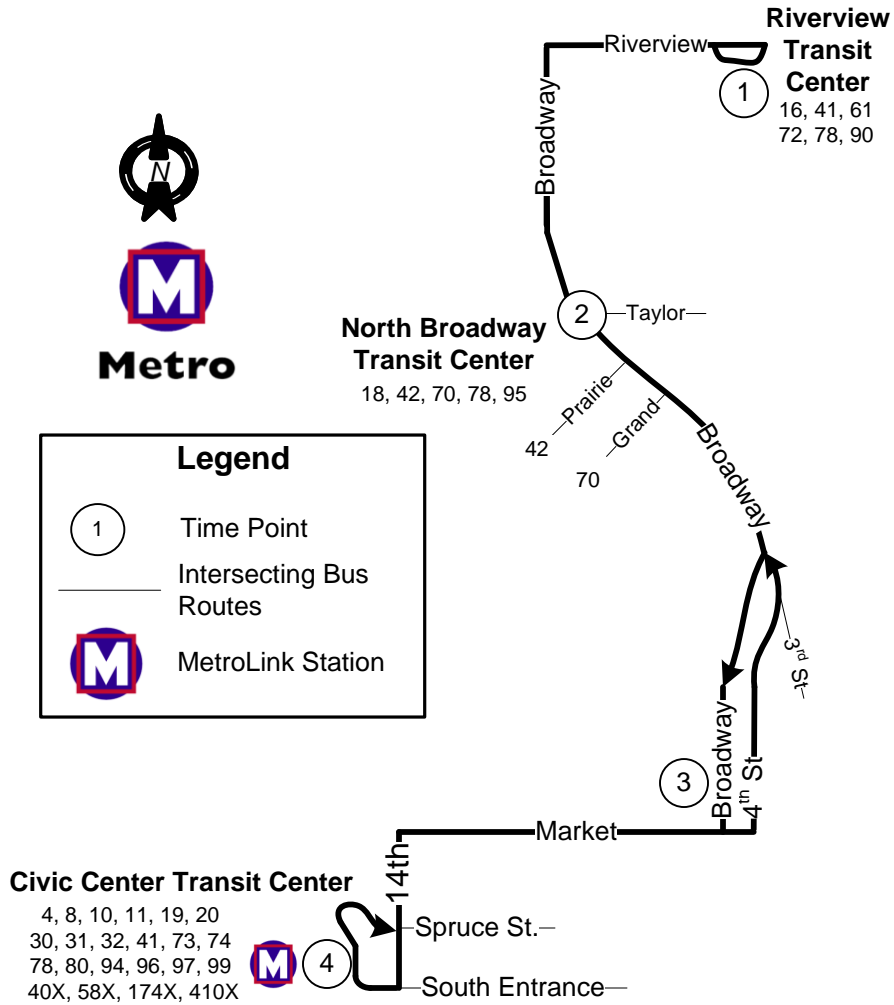 Riverview
Transit
Center
16, 41, 61
72, 78, 90
Riverview
1
Broadway
N
M
Metro
2
Taylor
North Broadway
Transit Center
18, 42, 70, 78, 95
Prairie
42
Grand
70
Broadway
Legend
1
Time Point
Intersecting Bus
Routes
M
MetroLink Station
3rd St
3
Broadway
4th St
Market
14th
Civic Center Transit Center
4, 8, 10, 11, 19, 20
30, 31, 32, 41, 73, 74
78, 80, 94, 96, 97, 99
40X, 58X, 174X, 410X
M
4
Spruce St.
South Entrance